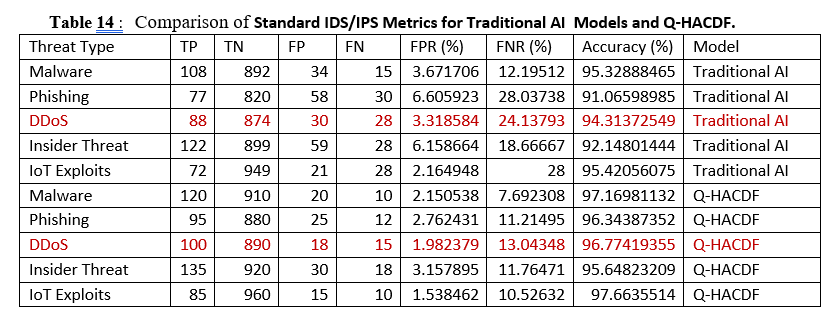 Table 14 : Comparison of Standard IDS/IPS Metrics for Traditional AI Models and Q-HACDF.
Threat Type TP TN FP FN FPR (%) FNR (%) Accuracy (%) Model
Malware 108 892 34 15 3.671706 12.19512 95.32888465 Traditional AI
Phishing 77 820 58 30 6.605923 28.03738 91.06598985 Traditional AI
DDoS 88 874 30 28 3.318584 24.13793 94.31372549 Traditional AI
Insider Threat 122 899 59 28 6.158664 18.66667 92.14801444 Traditional AI
IoT Exploits 72 949 21 28 2.164948 28 95.42056075 Traditional AI
Malware 120 910 20 10 2.150538 7.692308 97.16981132 Q-HACDF
Phishing 95 880 25 12 2.762431 11.21495 96.34387352 Q-HACDF
DDoS 100 890 18 15 1.982379 13.04348 96.77419355 Q-HACDF
Insider Threat 135 920 30 18 3.157895 11.76471 95.64823209 Q-HACDF
IoT Exploits 85 960 15 10 1.538462 10.52632 97.6635514 Q-HACDF